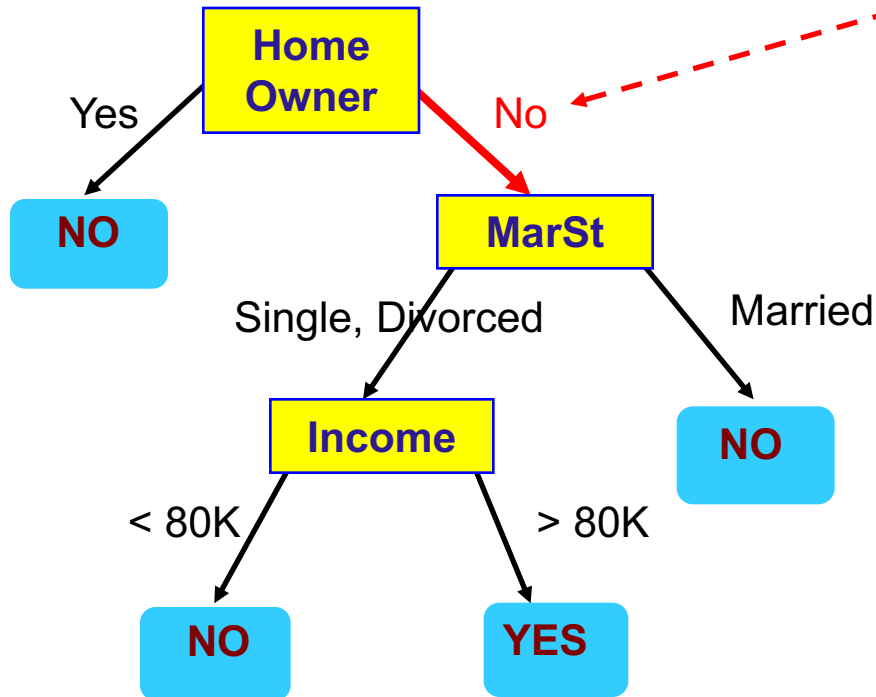 Home
Owner
Yes
No
NO
MarSt
Single, Divorced
Married
Income
NO
< 80K
> 80K
NO
YES